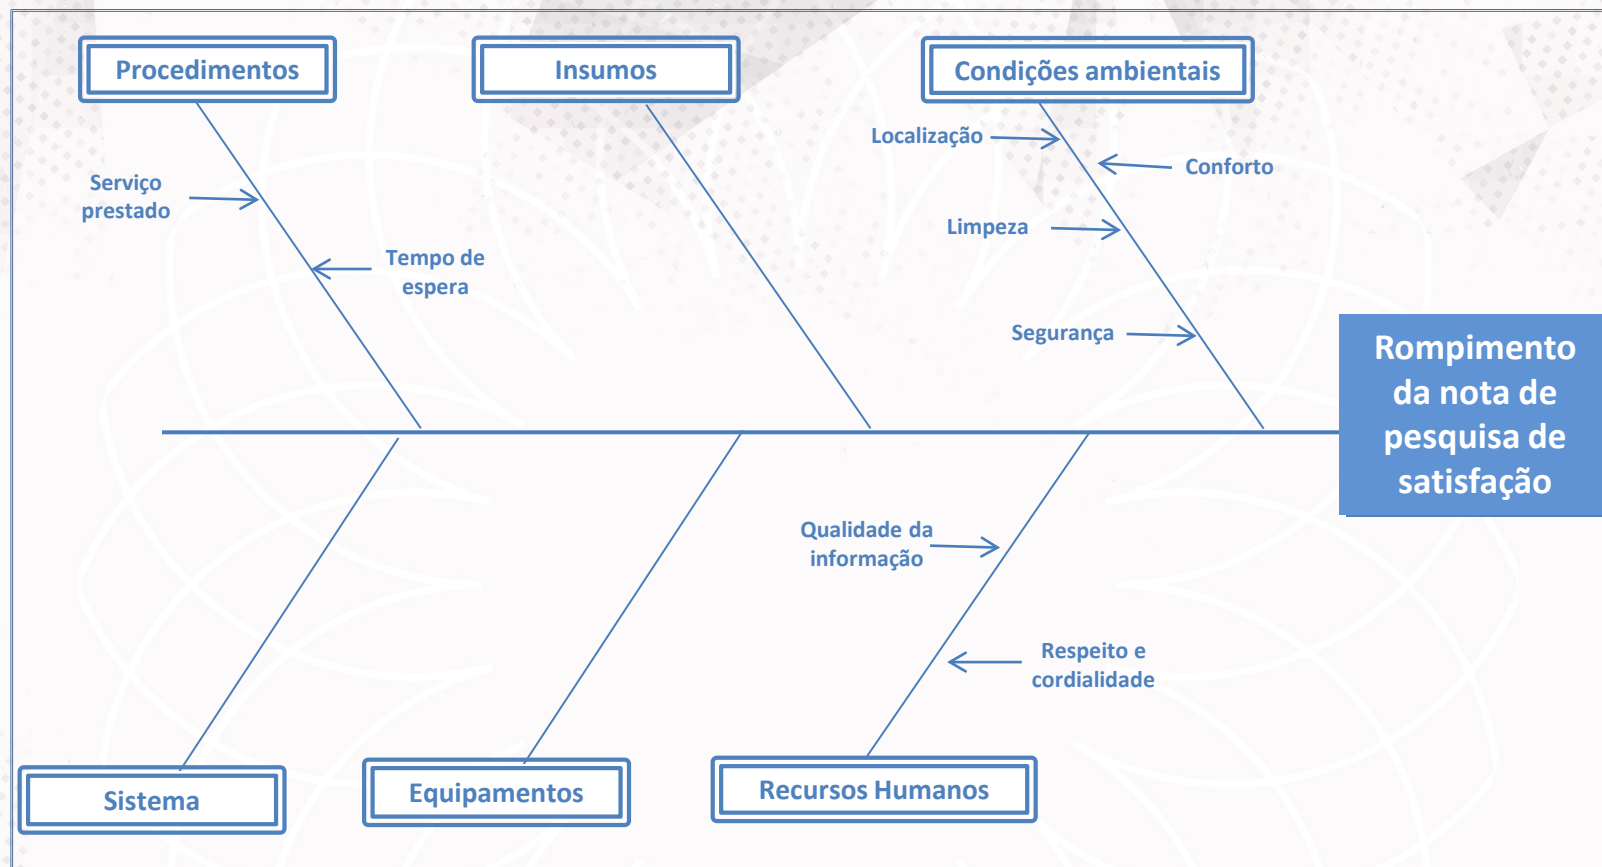 Procedimentos
Insumos
Condições ambientais
Localização
Conforto
Serviço
prestado
Limpeza
Tempo de
espera
Segurança
Rompimento
da nota de
pesquisa de
satisfação
Qualidade da
informação
Respeito e
cordialidade
Sistema
Equipamentos
Recursos Humanos